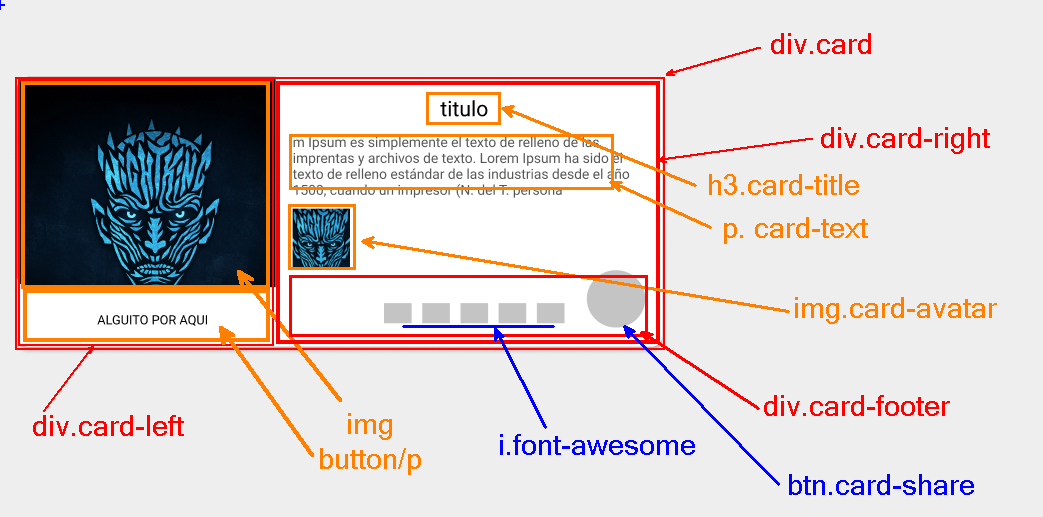 div.card
div.card-right
titulo
m Ipsum es simplemente el texto de relleno de las
imprentas y archivos de texto. Lorem Ipsum ha sido el
texto de relleno estándar de las industrias desde el año
1500, cuando un impresor (N. del T. persona
h3.card-title
p. card-text
NIGHTKING
NIGHTKING
img.card-avatar
ALGUITO POR AQUI
div.card-left
img
button/p
i.font-awesome
div.card-footer
btn.card-share